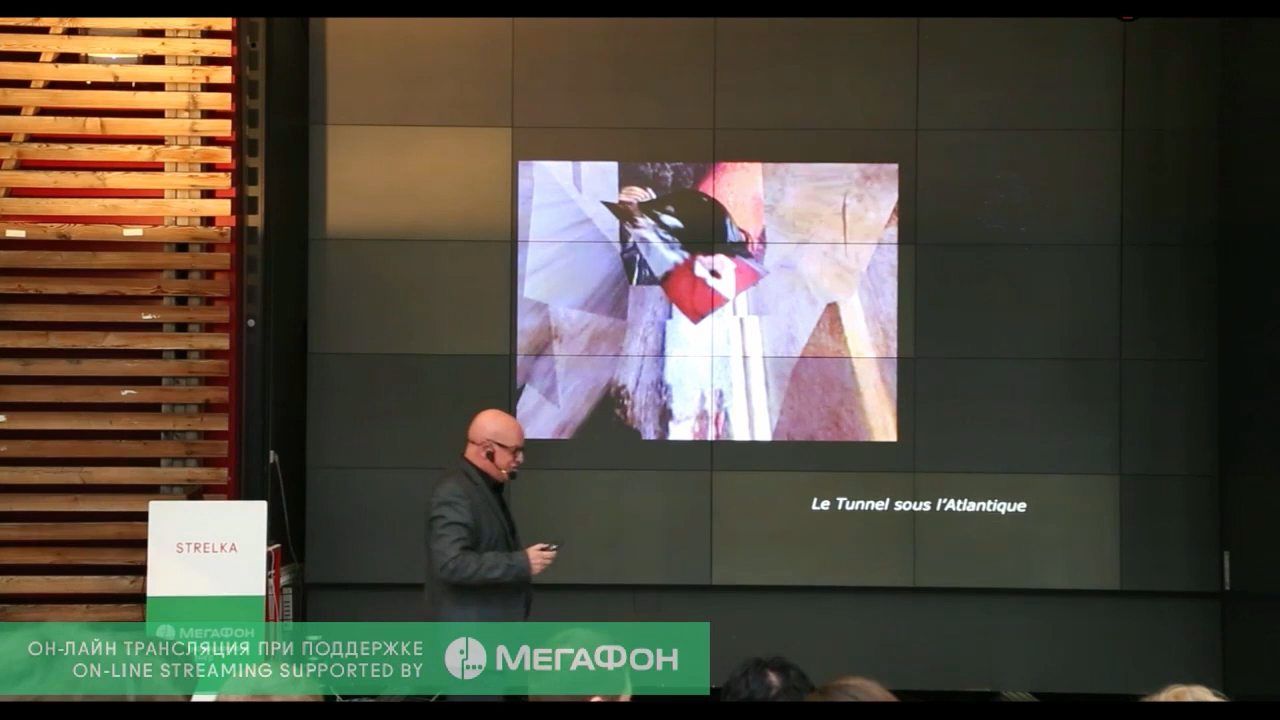 Le Tunnel sous l'Atlantique
STRELKA
МЕГАФОН
ОН-ЛАЙН ТРАНСЛЯЦИЯ ПРИ ПОДДЕРЖКЕ
ON-LINE STREAMING SUPPORTED BY
МЕГАФОН